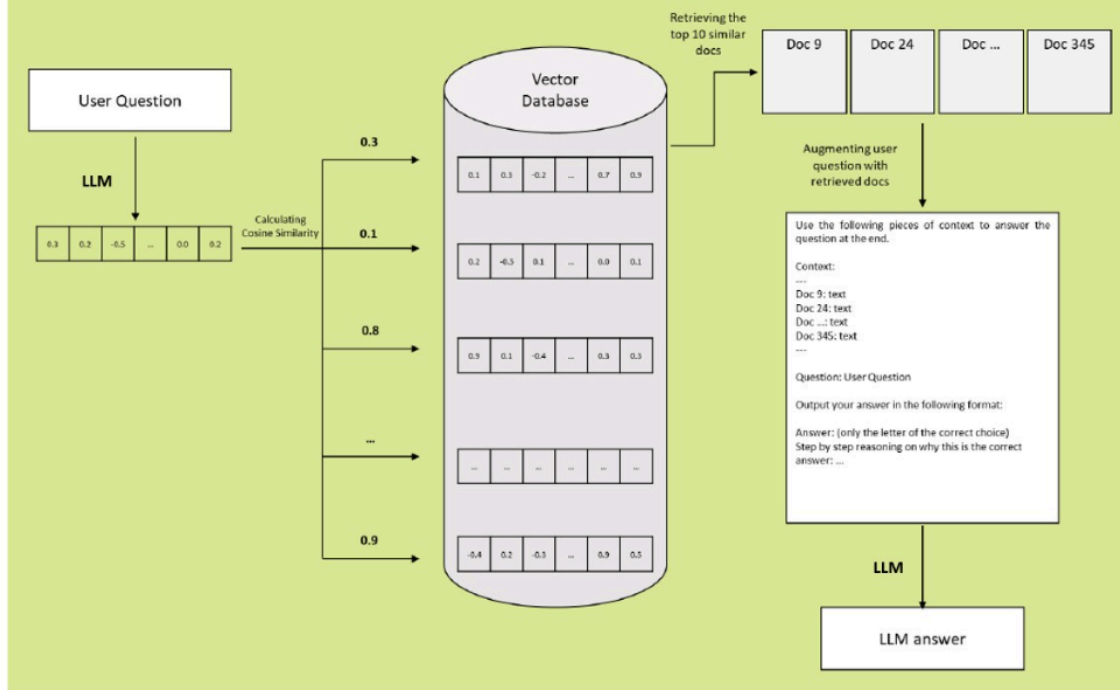 User Question
LLM
0.3 0.2 -0.5 ... 0.0 0.2
Calculating
Cosine Similarity
0.3
0.1
0.8
...
0.9
Vector
Database
0.1 0.3 -0.2 ... 0.7 0.9
0.2 -0.5 0.1 ... 0.0 0.1
0.9 0.1 -0.4 ... 0.3 0.3
... ... ... ... ... ...
-0.4 0.2 -0.3 ... 0.9 0.5
Retrieving the
top 10 similar
docs
Doc 9 Doc 24 Doc ... Doc 345
Augmenting user
question with
retrieved docs
Use the following pieces of context to answer the
question at the end.
Context:
---
Doc 9: text
Doc 24: text
Doc ...: text
Doc 345: text
---
Question: User Question
Output your answer in the following format:
Answer: (only the letter of the correct choice)
Step by step reasoning on why this is the correct
answer: ...
LLM
LLM answer